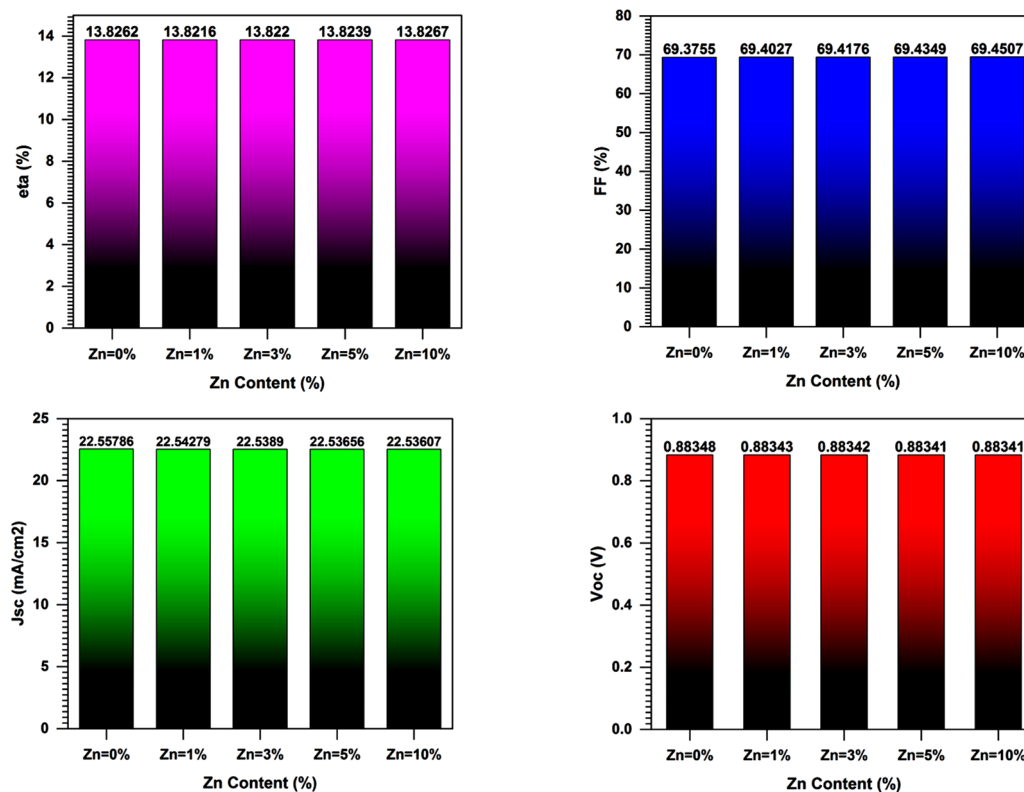 13.8262 13.8216 13.822 13.8239 13.8267
14
12
10
8
6
4
2
0
eta (%)
Zn=0% Zn=1% Zn=3% Zn=5% Zn=10%
Zn Content (%)
80
70
60
50
40
30
20
10
0
69.3755 69.4027 69.4176 69.4349 69.4507
FF (%)
Zn=0% Zn=1% Zn=3% Zn=5% Zn=10%
Zn Content (%)
25
20
15
10
5
0
22.55786 22.54279 22.5389 22.53656 22.53607
Jsc (mA/cm2)
Zn=0% Zn=1% Zn=3% Zn=5% Zn=10%
Zn Content (%)
1.0
0.8
0.6
0.4
0.2
0.0
0.88348 0.88343 0.88342 0.88341 0.88341
Voc (V)
Zn=0% Zn=1% Zn=3% Zn=5% Zn=10%
Zn Content (%)